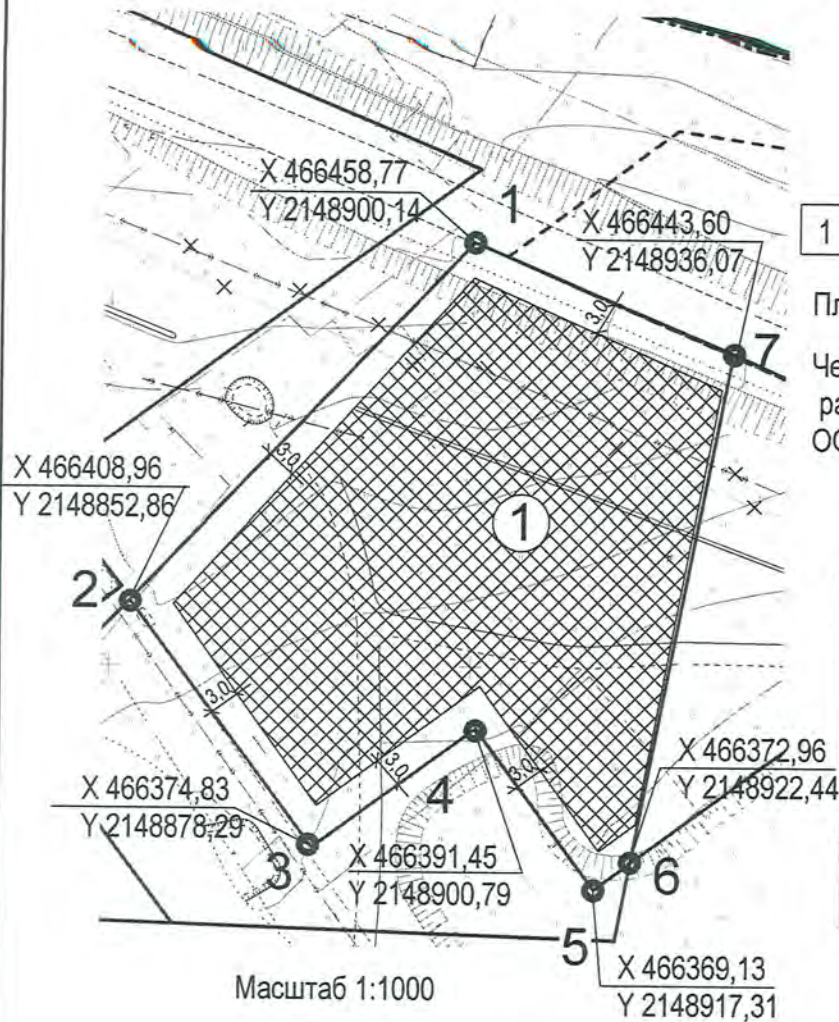 X 466458,77
Y 2148900,14
1
X 466443,60
Y 2148936,07
1
Пл
3,0
Че
7
ра
ОС
3,0
X 466408,96
Y 2148852,86
1
2
3,0
X 466372,96
Y 2148922,44
3,0
3,0
4
X 466374,83
Y 2148878,29
3
X 466391,45
Y 2148900,79
6
5
X 466369,13
Y 2148917,31
Масштаб 1:1000